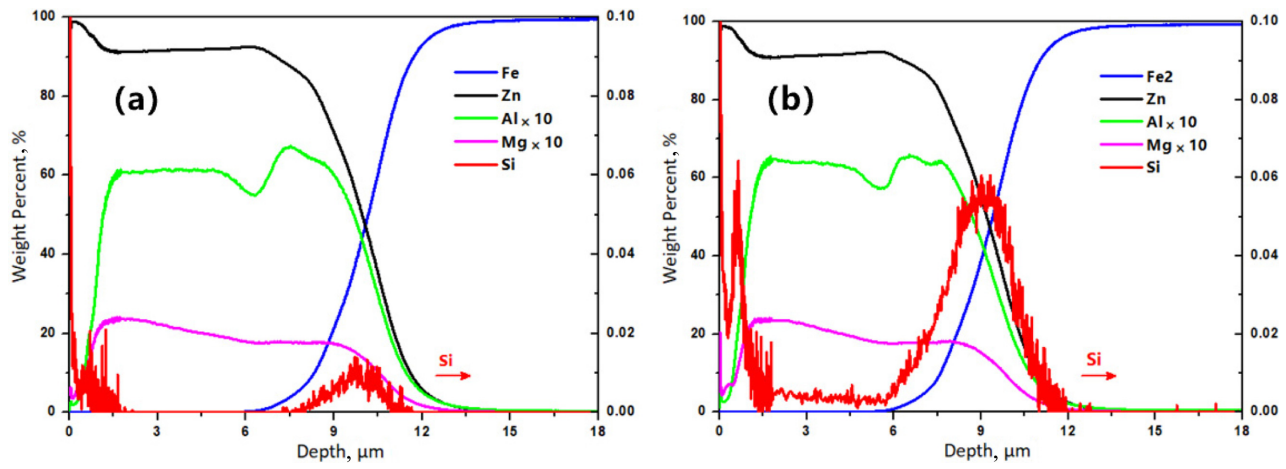 (a)
Weight Percent, %
100
80
60
40
20
0
0.10
0.08
0.06
0.04
0.02
0.00
Fe
Zn
Al × 10
Mg × 10
Si
Si
0 3 6 9 12 15 18
Depth, μm
(b)
Weight Percent, %
100
80
60
40
20
0
0.10
0.08
0.06
0.04
0.02
0.00
Fe2
Zn
Al × 10
Mg × 10
Si
Si
0 3 6 9 12 15 18
Depth, μm